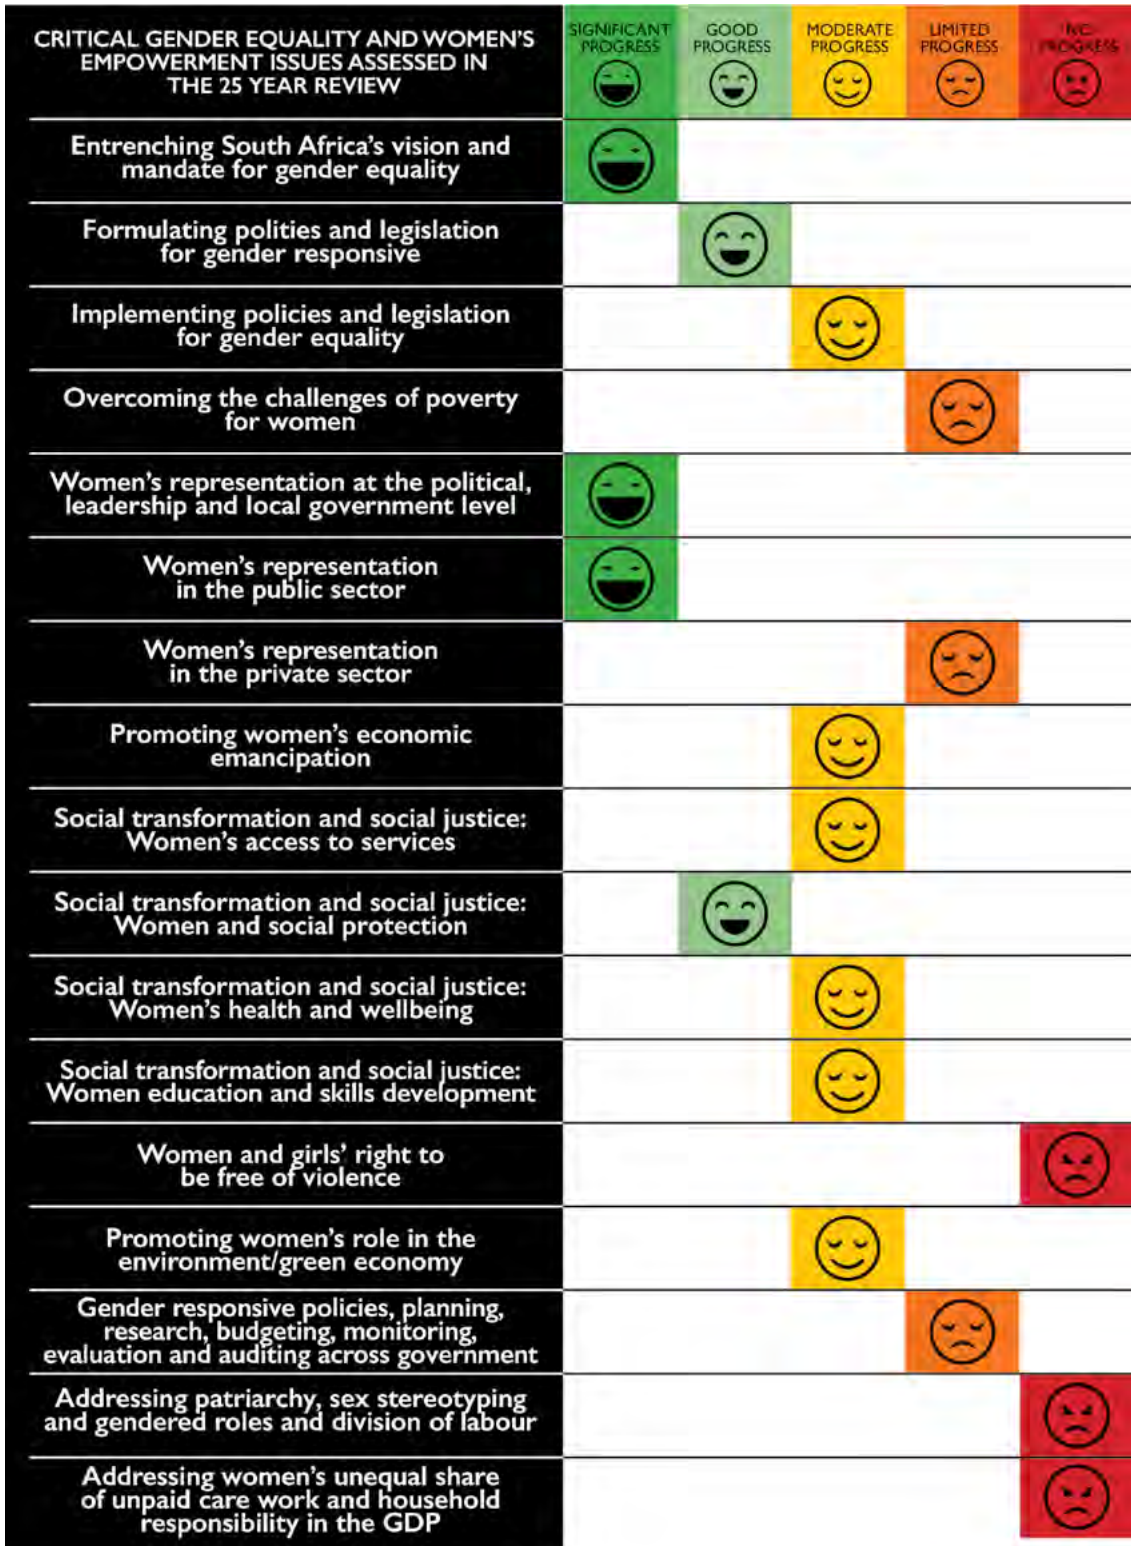 CRITICAL GENDER EQUALITY AND WOMEN'S
EMPOWERMENT ISSUES ASSESSED IN
THE 25 YEAR REVIEW
SIGNIFICANT
PROGRESS
GOOD
PROGRESS
MODERATE
PROGRESS
LIMITED
PROGRESS
NO
PROGRESS
Entrenching South Africa's vision and
mandate for gender equality
Formulating polities and legislation
for gender responsive
Implementing policies and legislation
for gender equality
Overcoming the challenges of poverty
for women
Women's representation at the political,
leadership and local government level
Women's representation
in the public sector
Women's representation
in the private sector
Promoting women's economic
emancipation
Social transformation and social justice:
Women's access to services
Social transformation and social justice:
Women and social protection
Social transformation and social justice:
Women's health and wellbeing
Social transformation and social justice:
Women education and skills development
Women and girls' right to
be free of violence
Promoting women's role in the
environment/green economy
Gender responsive policies, planning,
research, budgeting, monitoring,
evaluation and auditing across government
Addressing patriarchy, sex stereotyping
and gendered roles and division of labour
Addressing women's unequal share
of unpaid care work and household
responsibility in the GDP